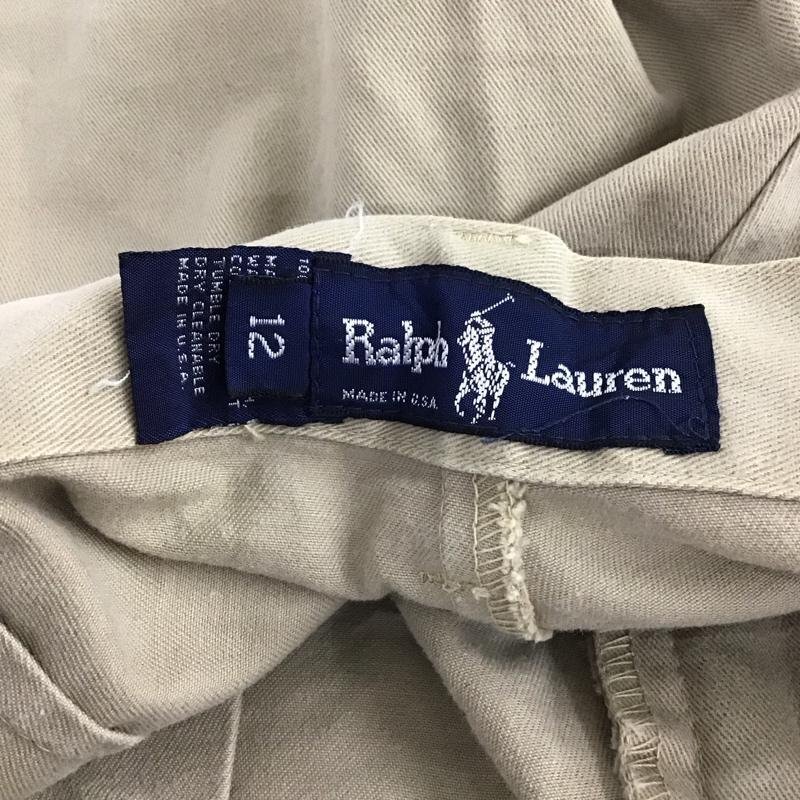 Ralph Lauren
MADE IN U.S.A.
12
TUMBLE DRY
DRY CLEANABLE
MADE IN U.S.A.